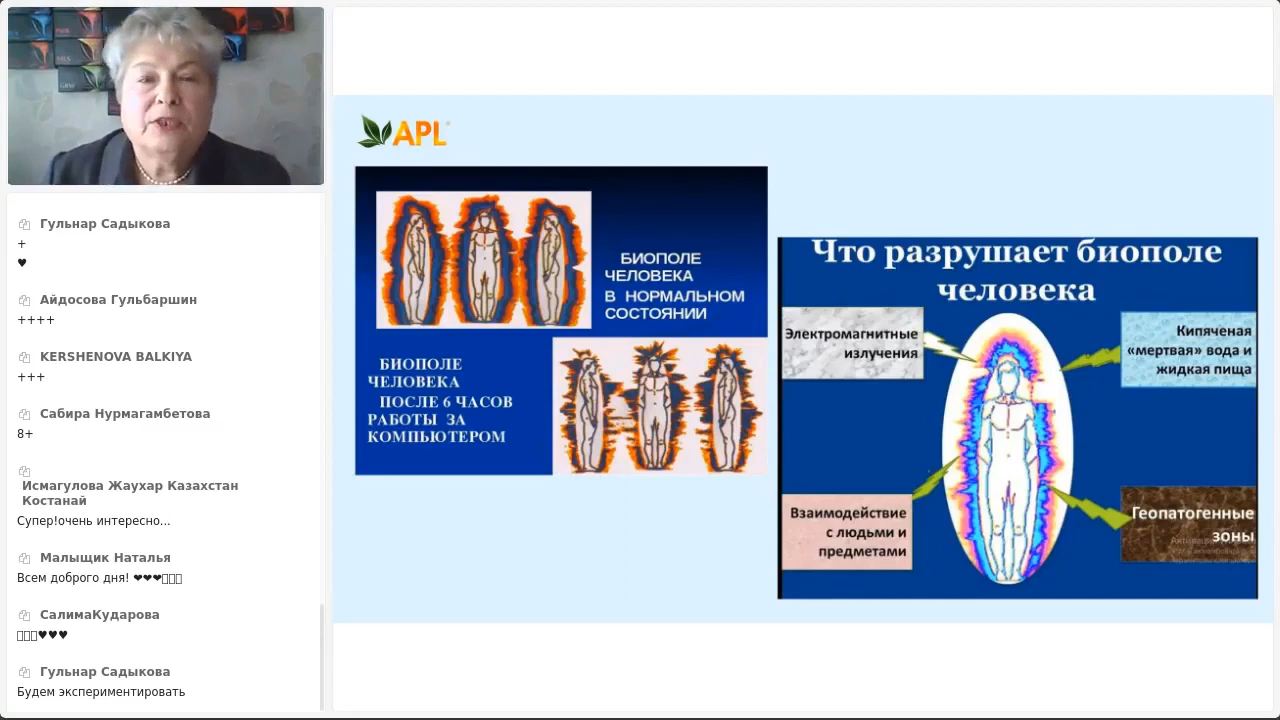 Гульнар Садыкова
+
♥
Айдосова Гульбаршин
++++
KERSHENOVA BALKIYA
+++
Сабира Нурмагамбетова
8+
Исмагулова Жаухар Казахстан
Костанай
Супер!очень интересно...
Малыщик Наталья
Всем доброго дня! ❤❤❤
СалимаКударова
♥♥♥
Гульнар Садыкова
Будем экспериментировать
APL
БИОПОЛЕ
ЧЕЛОВЕКА
В НОРМАЛЬНОМ
СОСТОЯНИИ
БИОПОЛЕ
ЧЕЛОВЕКА
ПОСЛЕ 6 ЧАСОВ
РАБОТЫ ЗА
КОМПЬЮТЕРОМ
Что разрушает биополе
человека
Электромагнитные
излучения
Кипяченая
«мертвая» вода и
жидкая пища
Взаимодействие
с людьми и
предметами
Геопатогенные
зоны